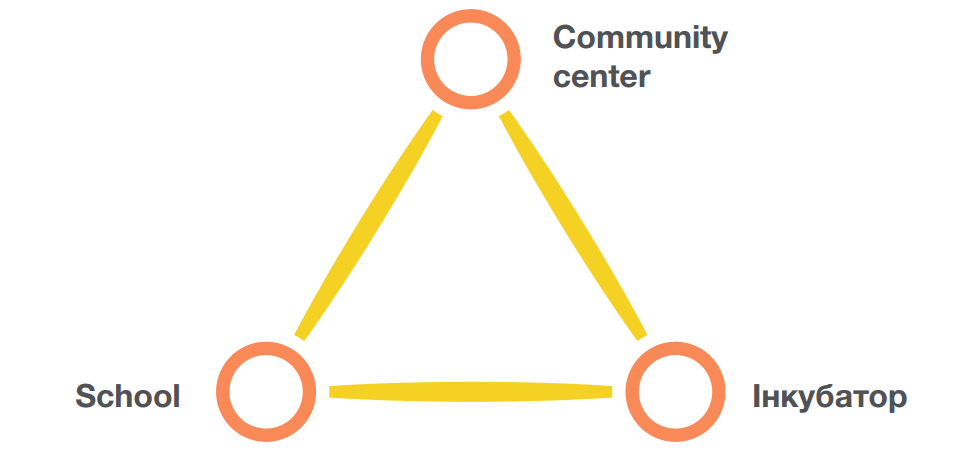 Community
center
School
Інкубатор